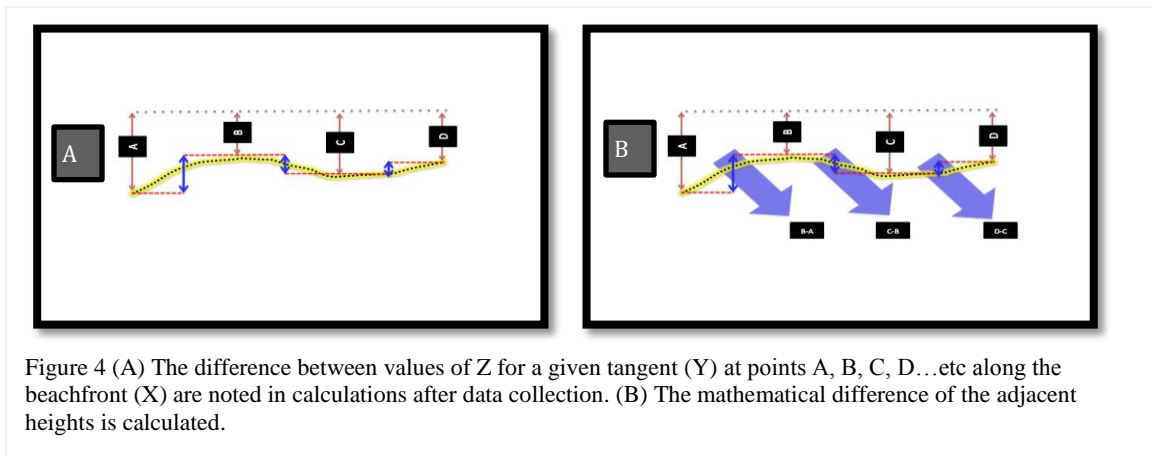 A
A
B
C
D
B
A
B
C
D
B-A
C-B
D-C
Figure 4 (A) The difference between values of Z for a given tangent (Y) at points A, B, C, D…etc along the
beachfront (X) are noted in calculations after data collection. (B) The mathematical difference of the adjacent
heights is calculated.